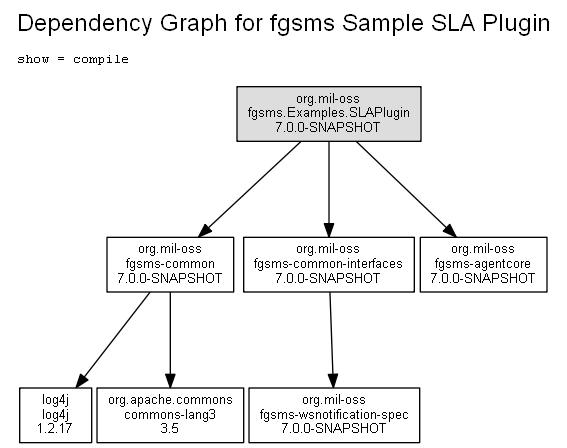 Dependency Graph for fgsms Sample SLA Plugin
show = compile
org.mil-oss
fgsms.Examples.SLAPlugin
7.0.0-SNAPSHOT
org.mil-oss
fgsms-common
7.0.0-SNAPSHOT
org.mil-oss
fgsms-common-interfaces
7.0.0-SNAPSHOT
org.mil-oss
fgsms-agentcore
7.0.0-SNAPSHOT
log4j
log4j
1.2.17
org.apache.commons
commons-lang3
3.5
org.mil-oss
fgsms-wsnotification-spec
7.0.0-SNAPSHOT